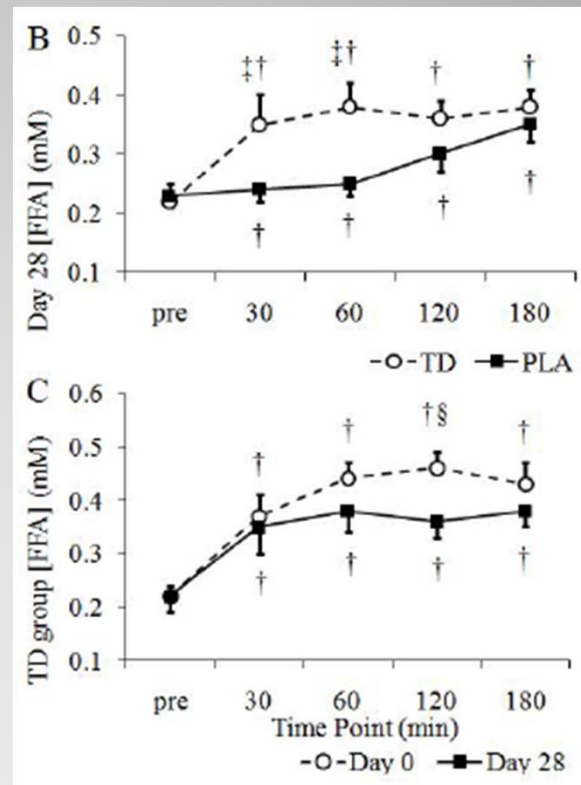 B
Day 28 [FFA] (mM)
0.5
0.4
0.3
0.2
0.1
‡† ‡† † †
† † † †
pre 30 60 120 180
TD PLA
C
TD group [FFA] (mM)
0.6
0.5
0.4
0.3
0.2
0.1
† † †§ †
† † † †
pre 30 60 120 180
Time Point (min)
Day 0 Day 28